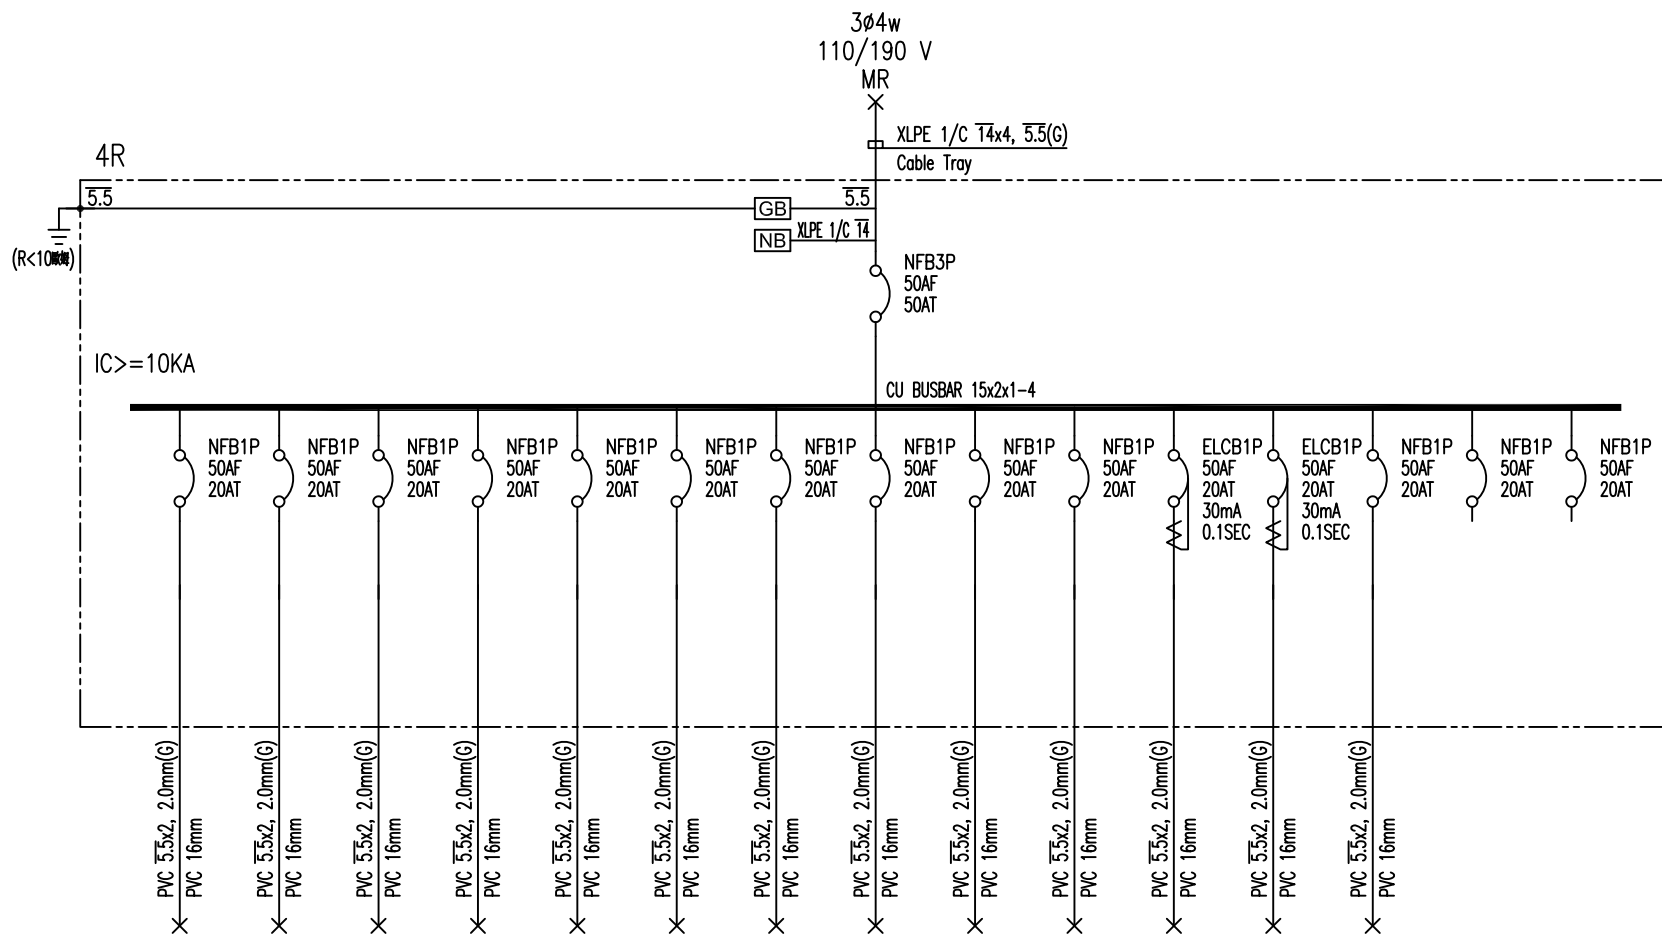 3ø4w
110/190 V
MR
XLPE 1/C 14x4, 5.5(G)
Cable Tray
4R
5.5
GB
5.5
NB
XLPE 1/C 14
(R<10
NFB3P
50AF
50AT
IC>=10KA
CU BUSBAR 15x2x1-4
NFB1P
50AF
20AT
NFB1P
50AF
20AT
NFB1P
50AF
20AT
NFB1P
50AF
20AT
NFB1P
50AF
20AT
NFB1P
50AF
20AT
NFB1P
50AF
20AT
NFB1P
50AF
20AT
NFB1P
50AF
20AT
NFB1P
50AF
20AT
ELCB1P
50AF
20AT
30mA
0.1SEC
ELCB1P
50AF
20AT
30mA
0.1SEC
NFB1P
50AF
20AT
NFB1P
50AF
20AT
NFB1P
50AF
20AT
PVC 5.5x2, 2.0mm(G)
PVC 16mm
PVC 5.5x2, 2.0mm(G)
PVC 16mm
PVC 5.5x2, 2.0mm(G)
PVC 16mm
PVC 5.5x2, 2.0mm(G)
PVC 16mm
PVC 5.5x2, 2.0mm(G)
PVC 16mm
PVC 5.5x2, 2.0mm(G)
PVC 16mm
PVC 5.5x2, 2.0mm(G)
PVC 16mm
PVC 5.5x2, 2.0mm(G)
PVC 16mm
PVC 5.5x2, 2.0mm(G)
PVC 16mm
PVC 5.5x2, 2.0mm(G)
PVC 16mm
PVC 5.5x2, 2.0mm(G)
PVC 16mm
PVC 5.5x2, 2.0mm(G)
PVC 16mm
PVC 5.5x2, 2.0mm(G)
PVC 16mm